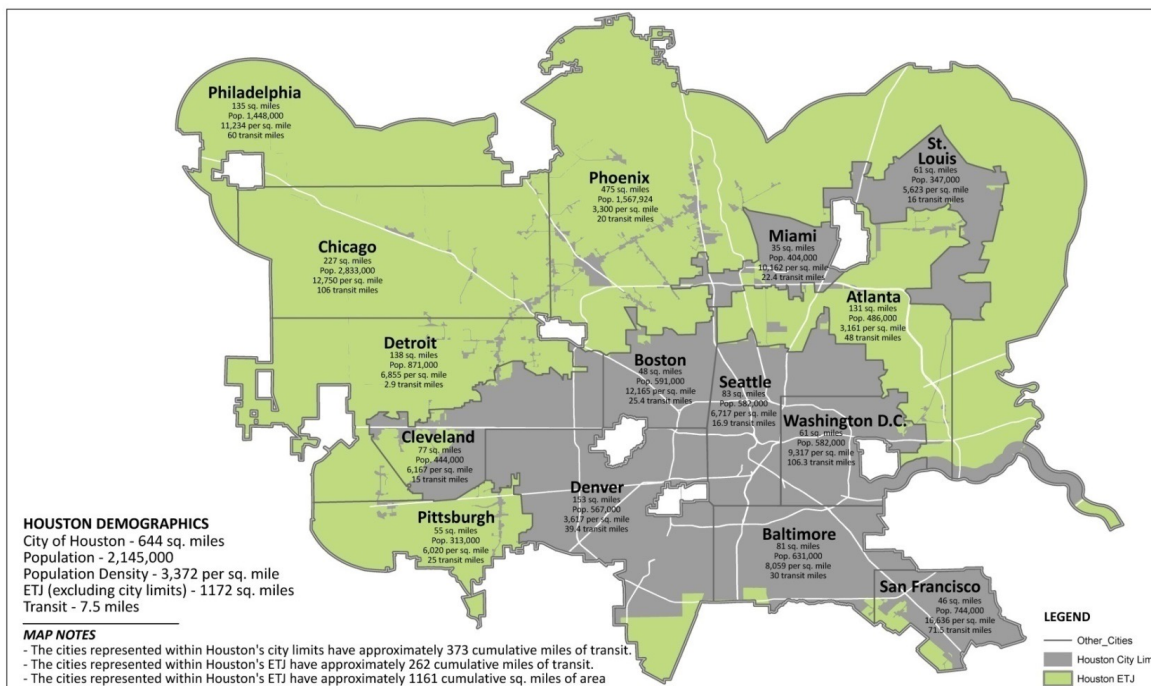 Philadelphia
135 sq. miles
Pop. 1,448,000
11,234 per sq. mile
60 transit miles
Phoenix
475 sq. miles
Pop. 1,567,924
3,300 per sq. mile
20 transit miles
St.
Louis
61 sq. miles
Pop. 347,000
5,623 per sq. mile
16 transit miles
Chicago
227 sq. miles
Pop. 2,833,000
12,750 per sq. mile
106 transit miles
Miami
35 sq. miles
Pop. 404,000
10,162 per sq. mile
22.4 transit miles
Atlanta
131 sq. miles
Pop. 486,000
3,161 per sq. mile
48 transit miles
Detroit
138 sq. miles
Pop. 871,000
6,855 per sq. mile
2.9 transit miles
Boston
48 sq. miles
Pop. 591,000
12,165 per sq. mile
25.4 transit miles
Seattle
83 sq. miles
Pop. 582,000
6,717 per sq. mile
16.9 transit miles
Washington D.C.
61 sq. miles
Pop. 582,000
9,317 per sq. mile
106.3 transit miles
Cleveland
77 sq. miles
Pop. 444,000
6,167 per sq. mile
15 transit miles
Denver
153 sq. miles
Pop. 567,000
3,617 per sq. mile
39.4 transit miles
Pittsburgh
55 sq. miles
Pop. 313,000
6,020 per sq. mile
25 transit miles
Baltimore
81 sq. miles
Pop. 631,000
8,059 per sq. mile
30 transit miles
San Francisco
46 sq. miles
Pop. 744,000
16,636 per sq. mile
71.5 transit miles
HOUSTON DEMOGRAPHICS
City of Houston - 644 sq. miles
Population - 2,145,000
Population Density - 3,372 per sq. mile
ETJ (excluding city limits) - 1172 sq. miles
Transit - 7.5 miles
MAP NOTES
- The cities represented within Houston's city limits have approximately 373 cumulative miles of transit.
- The cities represented within Houston's ETJ have approximately 262 cumulative miles of transit.
- The cities represented within Houston's ETJ have approximately 1161 cumulative sq. miles of area
LEGEND
Other_Cities
Houston City Lim
Houston ETJ